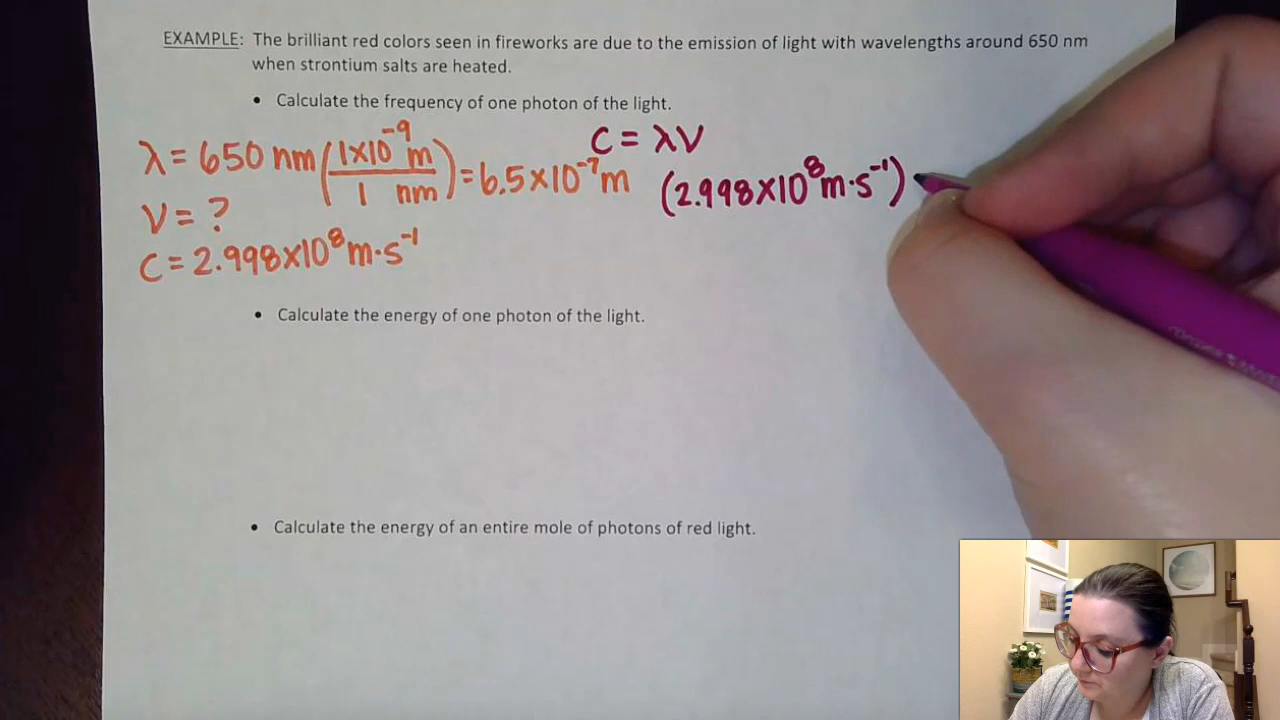 EXAMPLE: The brilliant red colors seen in fireworks are due to the emission of light with wavelengths around 650 nm
when strontium salts are heated.
• Calculate the frequency of one photon of the light.
λ = 650 nm (1×10⁻⁹ m / 1 nm) = 6.5×10⁻⁷ m
ν = ?
C = 2.998×10⁸ m·s⁻¹
C = λν
(2.998×10⁸ m·s⁻¹)
• Calculate the energy of one photon of the light.
• Calculate the energy of an entire mole of photons of red light.